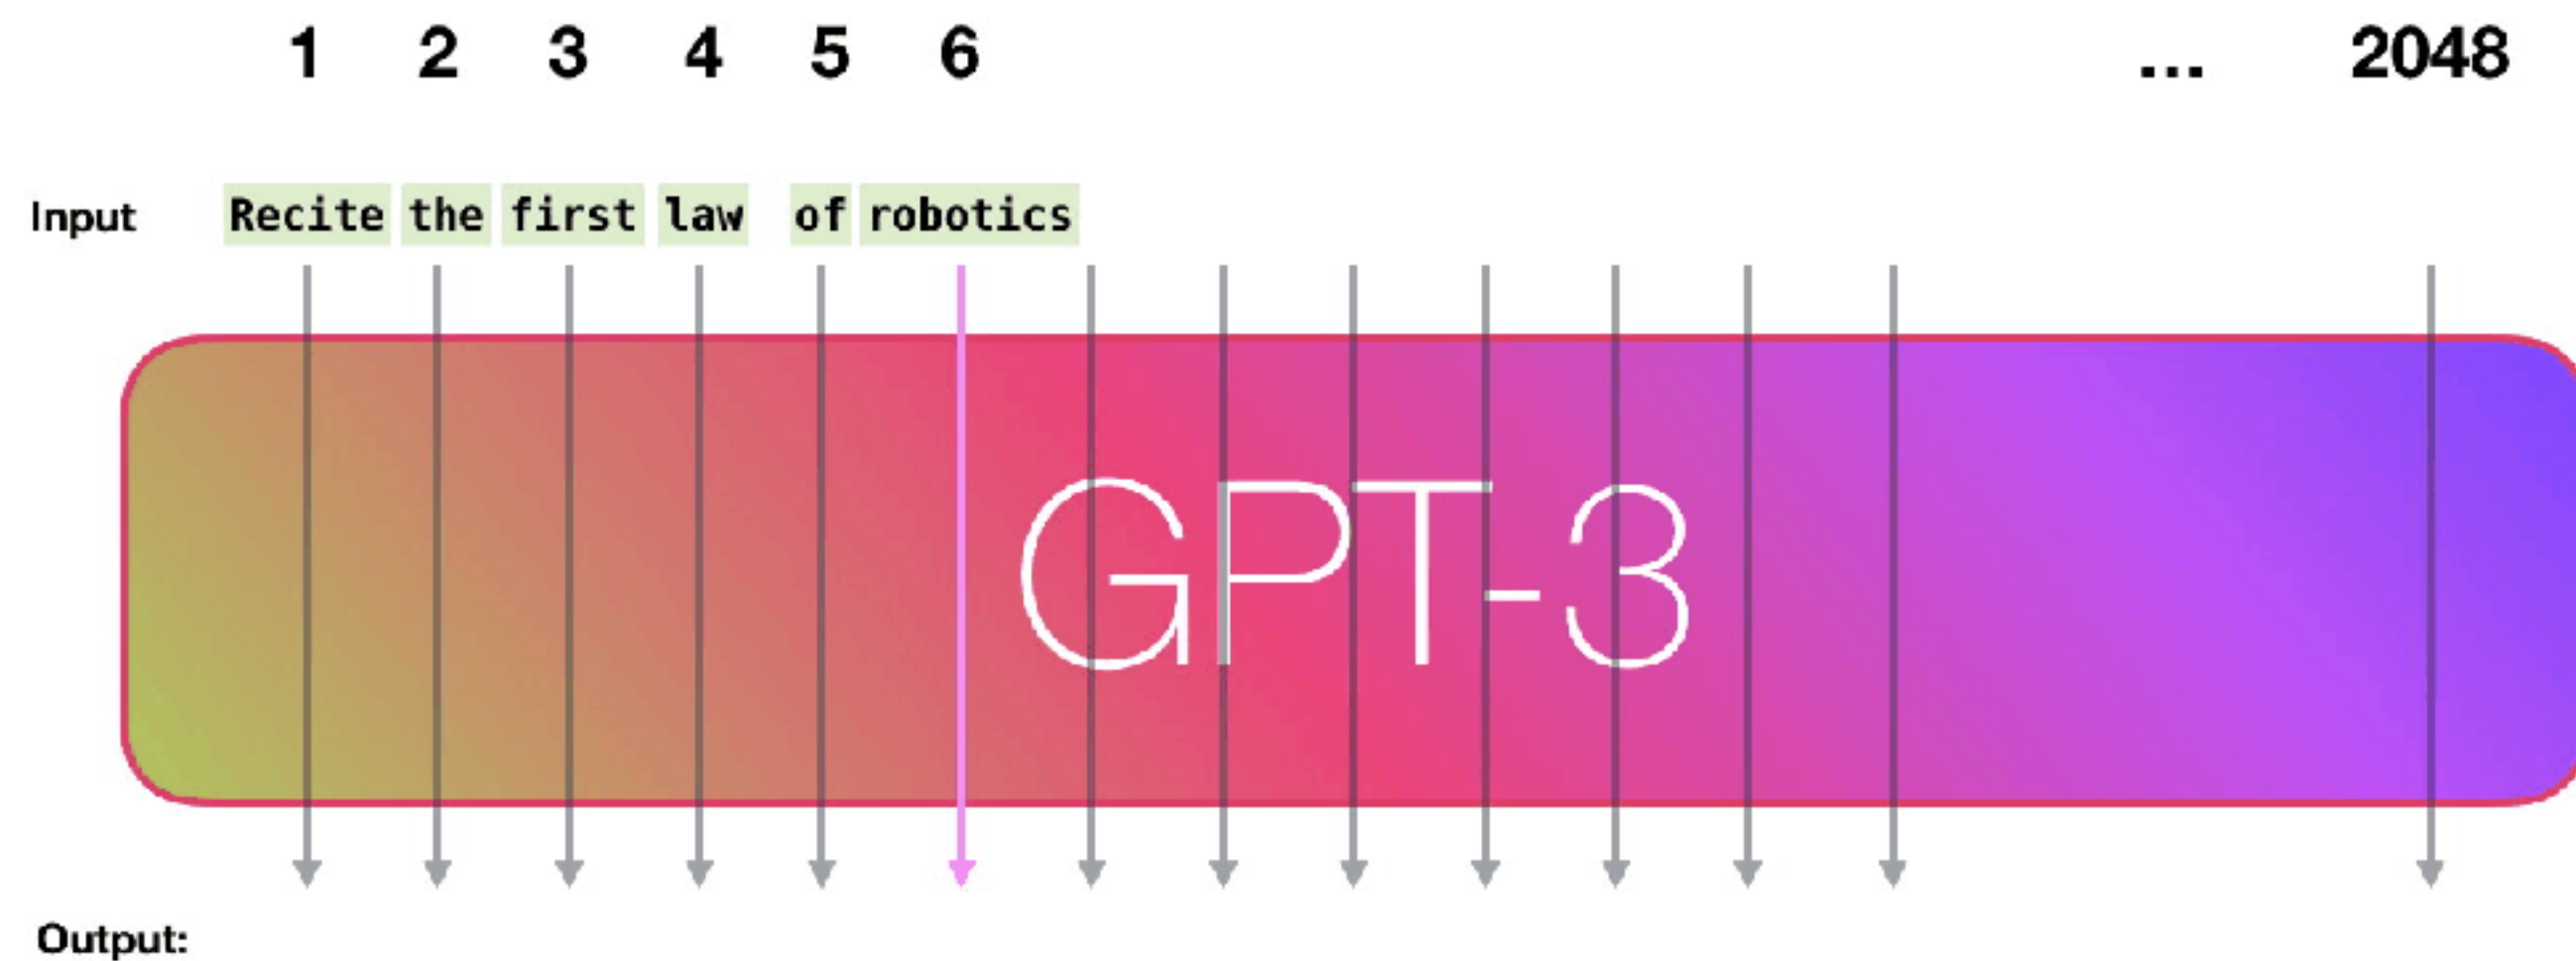 1 2 3 4 5 6 ... 2048
Input Recite the first law of robotics
GPT-3
Output: